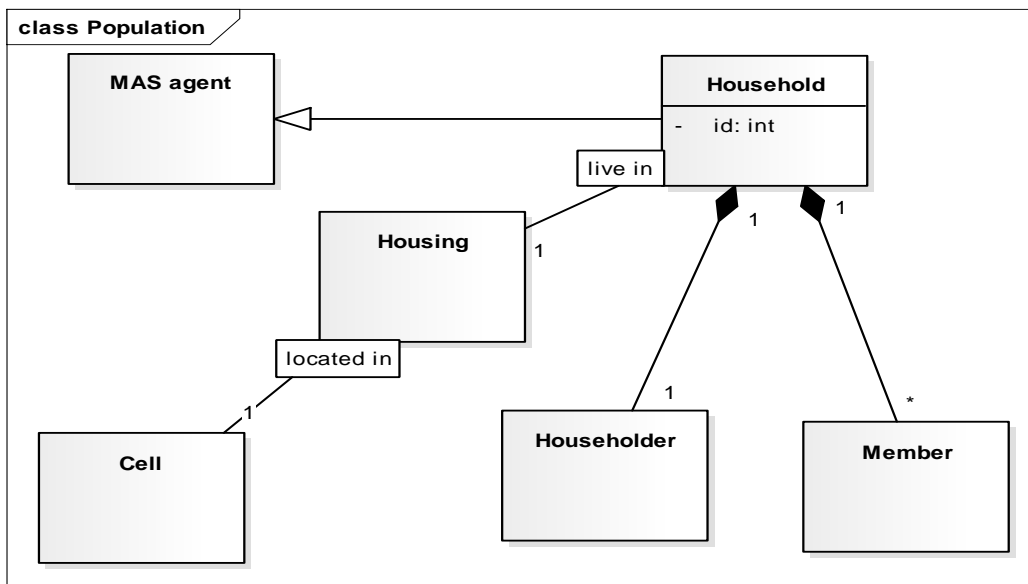 class Population
MAS agent
Household
- id: int
live in
Housing
1
1
1
located in
1
1
*
Householder
Member
Cell